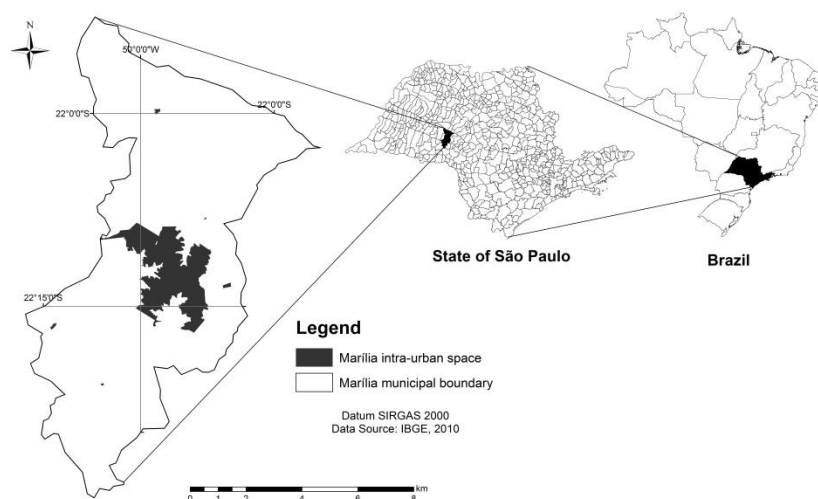 N
50°0'0"W
22°0'0"S
22°0'0"S
22°15'0"S
State of São Paulo
Brazil
Legend
Marília intra-urban space
Marília municipal boundary
Datum SIRGAS 2000
Data Source: IBGE, 2010
km
0 1 2 4 6 8